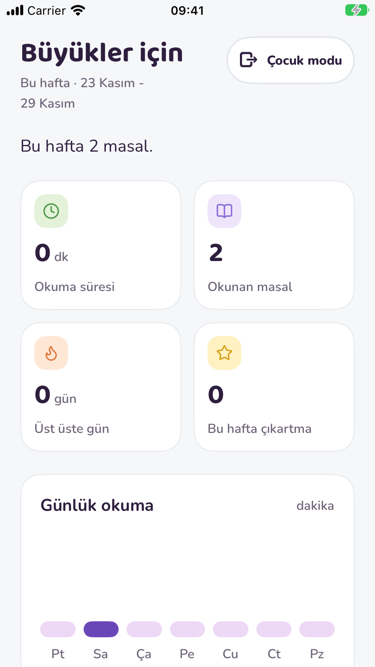 Carrier 09:41
Büyükler için
Bu hafta · 23 Kasım -
29 Kasım
Çocuk modu
Bu hafta 2 masal.
0 dk
Okuma süresi
2
Okunan masal
0 gün
Üst üste gün
0
Bu hafta çıkartma
Günlük okuma
dakika
Pt Sa Ça Pe Cu Ct Pz